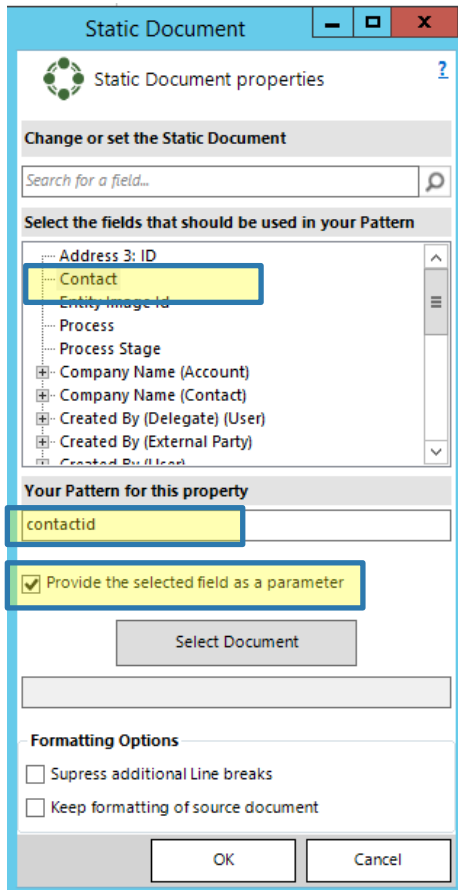 Static Document
x
Static Document properties
?
Change or set the Static Document
Search for a field...
Select the fields that should be used in your Pattern
Address 3: ID
Contact
Entity Image Id
Process
Process Stage
Company Name (Account)
Company Name (Contact)
Created By (Delegate) (User)
Created By (External Party)
Created By (User)
Your Pattern for this property
contactid
Provide the selected field as a parameter
Select Document
Formatting Options
Supress additional Line breaks
Keep formatting of source document
OK
Cancel